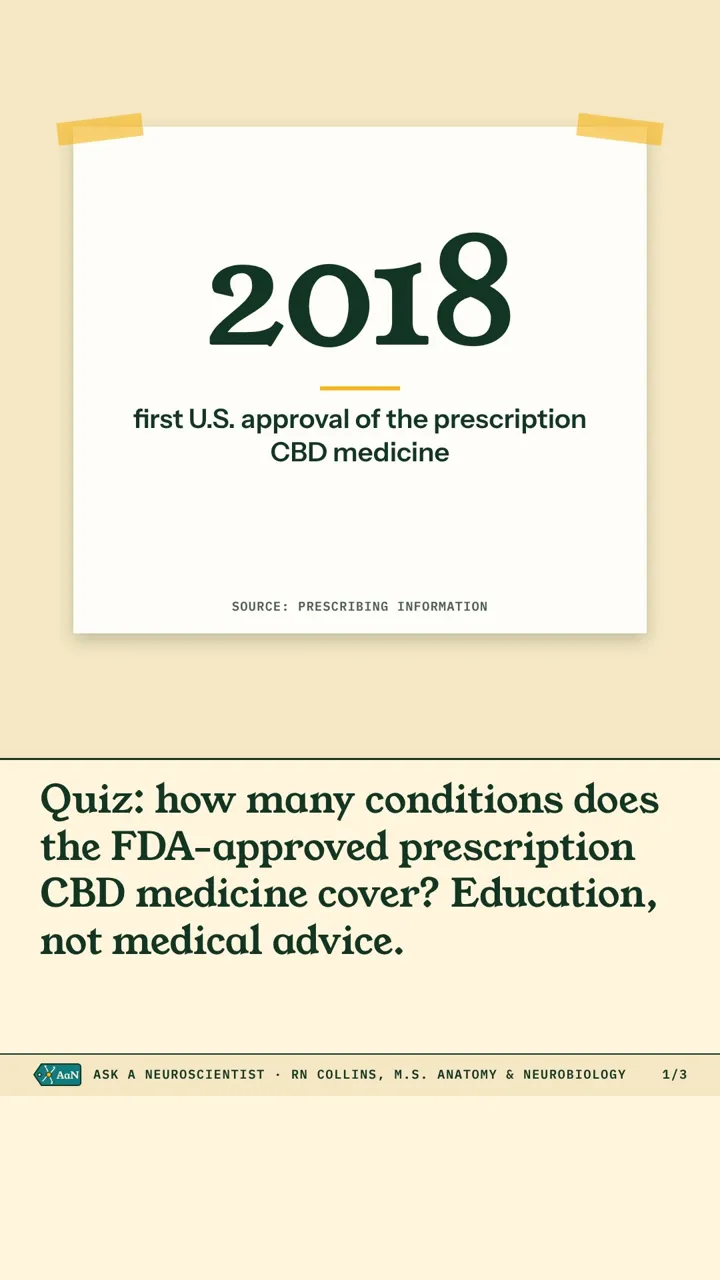 2018
first U.S. approval of the prescription
CBD medicine
SOURCE: PRESCRIBING INFORMATION
Quiz: how many conditions does
the FDA-approved prescription
CBD medicine cover? Education,
not medical advice.
AaN ASK A NEUROSCIENTIST · RN COLLINS, M.S. ANATOMY & NEUROBIOLOGY 1/3